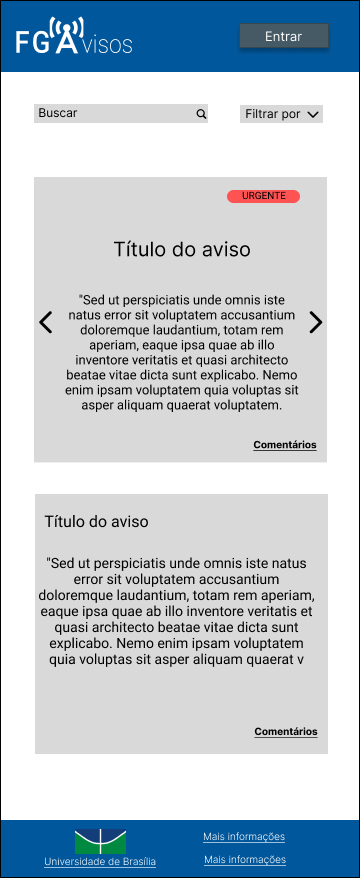 FGAvisos
Entrar
Buscar
Filtrar por
URGENTE
Título do aviso
"Sed ut perspiciatis unde omnis iste
natus error sit voluptatem accusantium
doloremque laudantium, totam rem
aperiam, eaque ipsa quae ab illo
inventore veritatis et quasi architecto
beatae vitae dicta sunt explicabo. Nemo
enim ipsam voluptatem quia voluptas sit
asper aliquam quaerat voluptatem.
Comentários
Título do aviso
"Sed ut perspiciatis unde omnis iste natus
error sit voluptatem accusantium
doloremque laudantium, totam rem aperiam,
eaque ipsa quae ab illo inventore veritatis et
quasi architecto beatae vitae dicta sunt
explicabo. Nemo enim ipsam voluptatem
quia voluptas sit asper aliquam quaerat v
Comentários
Universidade de Brasília
Mais informações
Mais informações